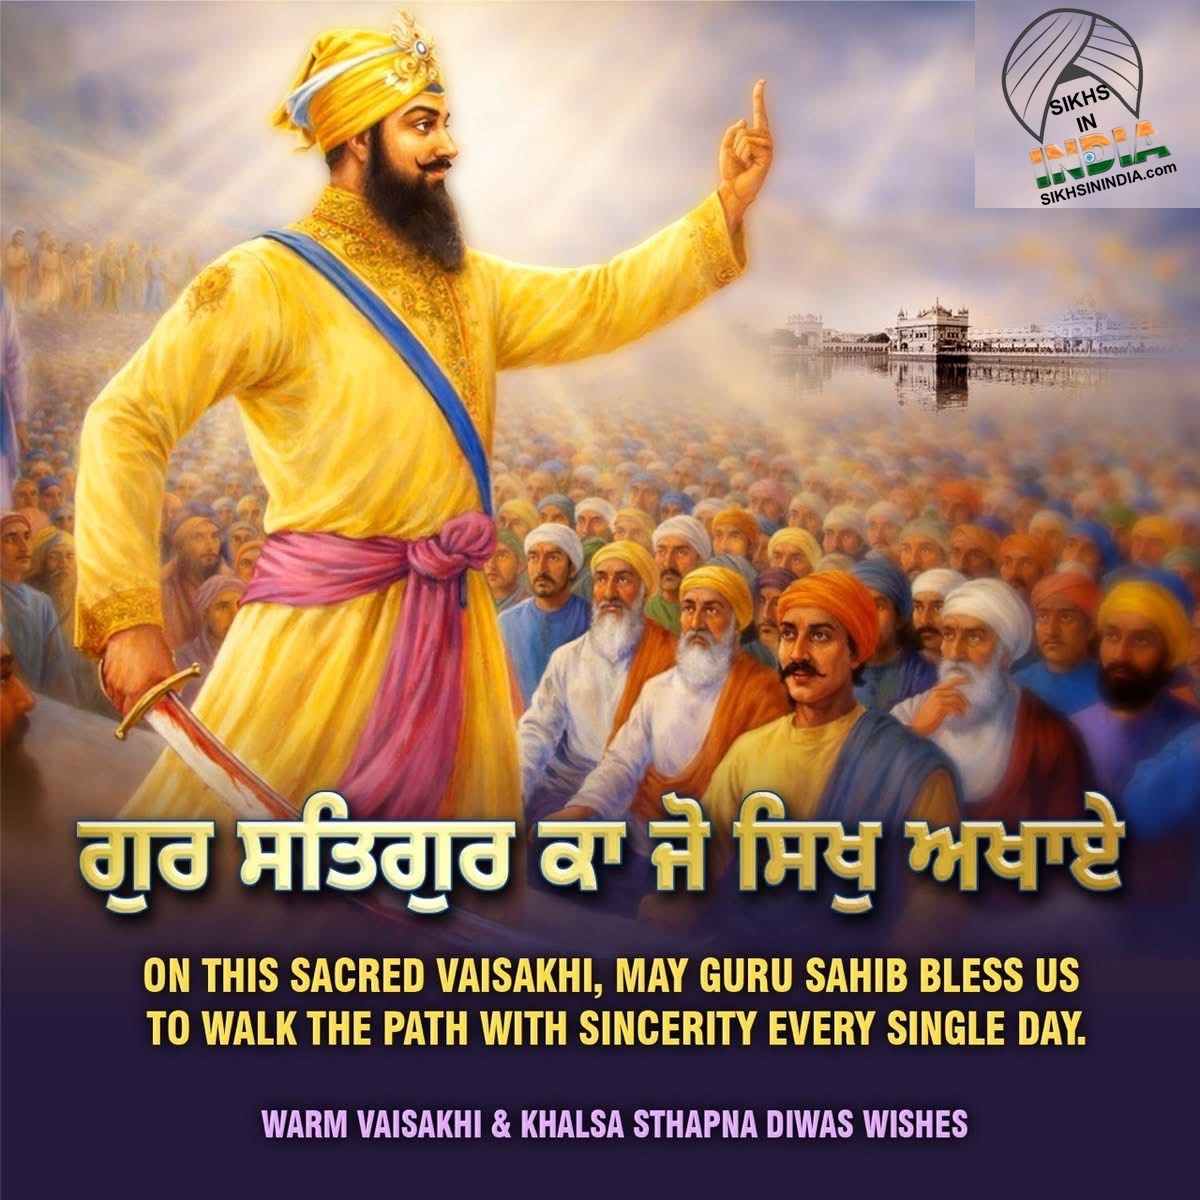 SIKHS
IN
INDIA
SIKHSININDIA.com
ਗੁਰ ਸਤਿਗੁਰ ਕਾ ਜੋ ਸਿਖੁ ਅਖਾਏ
ON THIS SACRED VAISAKHI, MAY GURU SAHIB BLESS US
TO WALK THE PATH WITH SINCERITY EVERY SINGLE DAY.
WARM VAISAKHI & KHALSA STHAPNA DIWAS WISHES